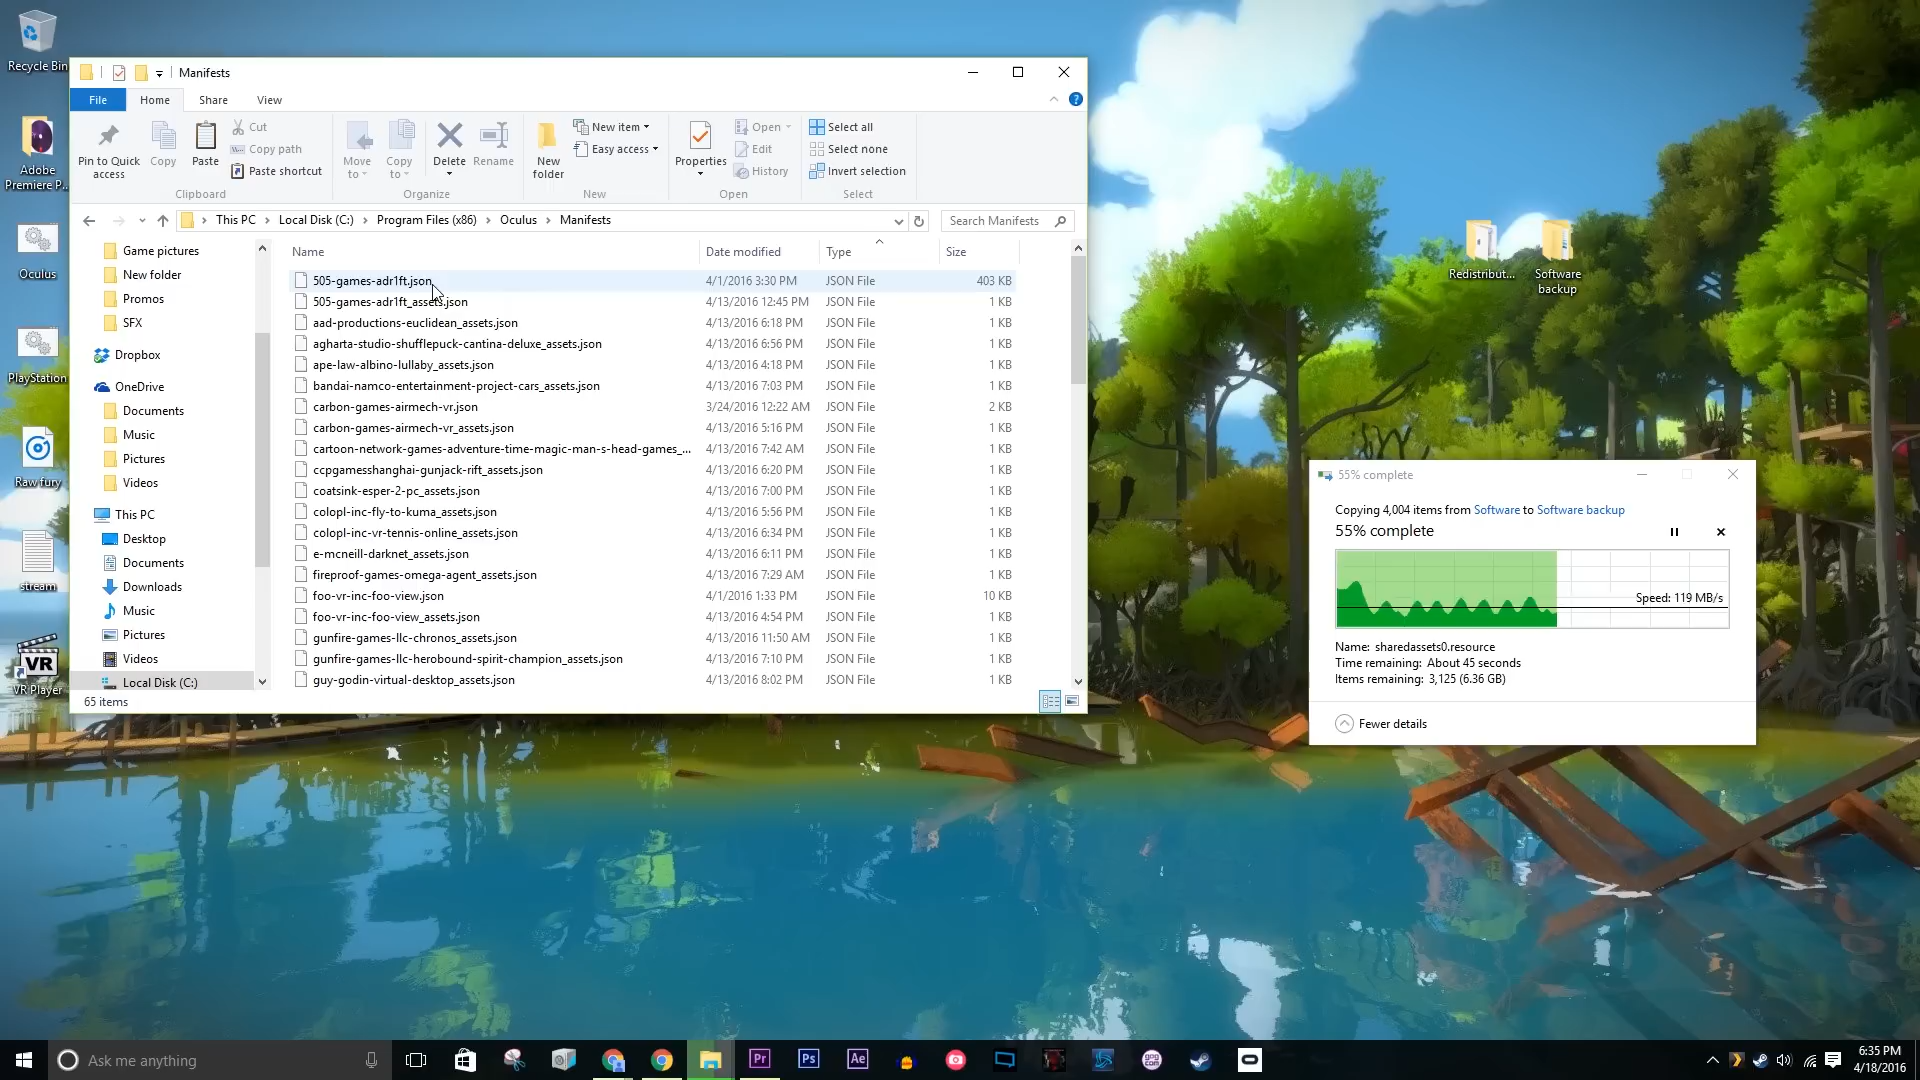 Recycle Bin
Adobe
Premiere P...
Oculus
PlayStation
Raw fury
stream
VR
VR Player
Manifests
File
Home
Share
View
Pin to Quick
access
Copy
Paste
Cut
Copy path
Paste shortcut
Clipboard
Move
to
Copy
to
Delete
Rename
Organize
New
folder
New item
Easy access
New
Properties
Open
Edit
History
Open
Select all
Select none
Invert selection
Select
This PC > Local Disk (C:) > Program Files (x86) > Oculus > Manifests
Search Manifests
Game pictures
New folder
Promos
SFX
Dropbox
OneDrive
Documents
Music
Pictures
Videos
This PC
Desktop
Documents
Downloads
Music
Pictures
Videos
Local Disk (C:)
Name Date modified Type Size
505-games-adr1ft.json 4/1/2016 3:30 PM JSON File 403 KB
505-games-adr1ft_assets.json 4/13/2016 12:45 PM JSON File 1 KB
aad-productions-euclidean_assets.json 4/13/2016 6:18 PM JSON File 1 KB
agharta-studio-shufflepuck-cantina-deluxe_assets.json 4/13/2016 6:56 PM JSON File 1 KB
ape-law-albino-lullaby_assets.json 4/13/2016 4:18 PM JSON File 1 KB
bandai-namco-entertainment-project-cars_assets.json 4/13/2016 7:03 PM JSON File 1 KB
carbon-games-airmech-vr.json 3/24/2016 12:22 AM JSON File 2 KB
carbon-games-airmech-vr_assets.json 4/13/2016 5:16 PM JSON File 1 KB
cartoon-network-games-adventure-time-magic-man-s-head-games_... 4/13/2016 7:42 AM JSON File 1 KB
ccpgamesshanghai-gunjack-rift_assets.json 4/13/2016 6:20 PM JSON File 1 KB
coatsink-esper-2-pc_assets.json 4/13/2016 7:00 PM JSON File 1 KB
colopl-inc-fly-to-kuma_assets.json 4/13/2016 5:56 PM JSON File 1 KB
colopl-inc-vr-tennis-online_assets.json 4/13/2016 6:34 PM JSON File 1 KB
e-mcneill-darknet_assets.json 4/13/2016 6:11 PM JSON File 1 KB
fireproof-games-omega-agent_assets.json 4/13/2016 7:29 AM JSON File 1 KB
foo-vr-inc-foo-view.json 4/1/2016 1:33 PM JSON File 10 KB
foo-vr-inc-foo-view_assets.json 4/13/2016 4:54 PM JSON File 1 KB
gunfire-games-llc-chronos_assets.json 4/13/2016 11:50 AM JSON File 1 KB
gunfire-games-llc-herobound-spirit-champion_assets.json 4/13/2016 7:10 PM JSON File 1 KB
guy-godin-virtual-desktop_assets.json 4/13/2016 8:02 PM JSON File 1 KB
65 items
Redistribut...
Software
backup
55% complete
Copying 4,004 items from Software to Software backup
55% complete
Speed: 119 MB/s
Name: sharedassets0.resource
Time remaining: About 45 seconds
Items remaining: 3,125 (6.36 GB)
Fewer details
Ask me anything
Pr
Ps
Ae
gog
com
6:35 PM
4/18/2016